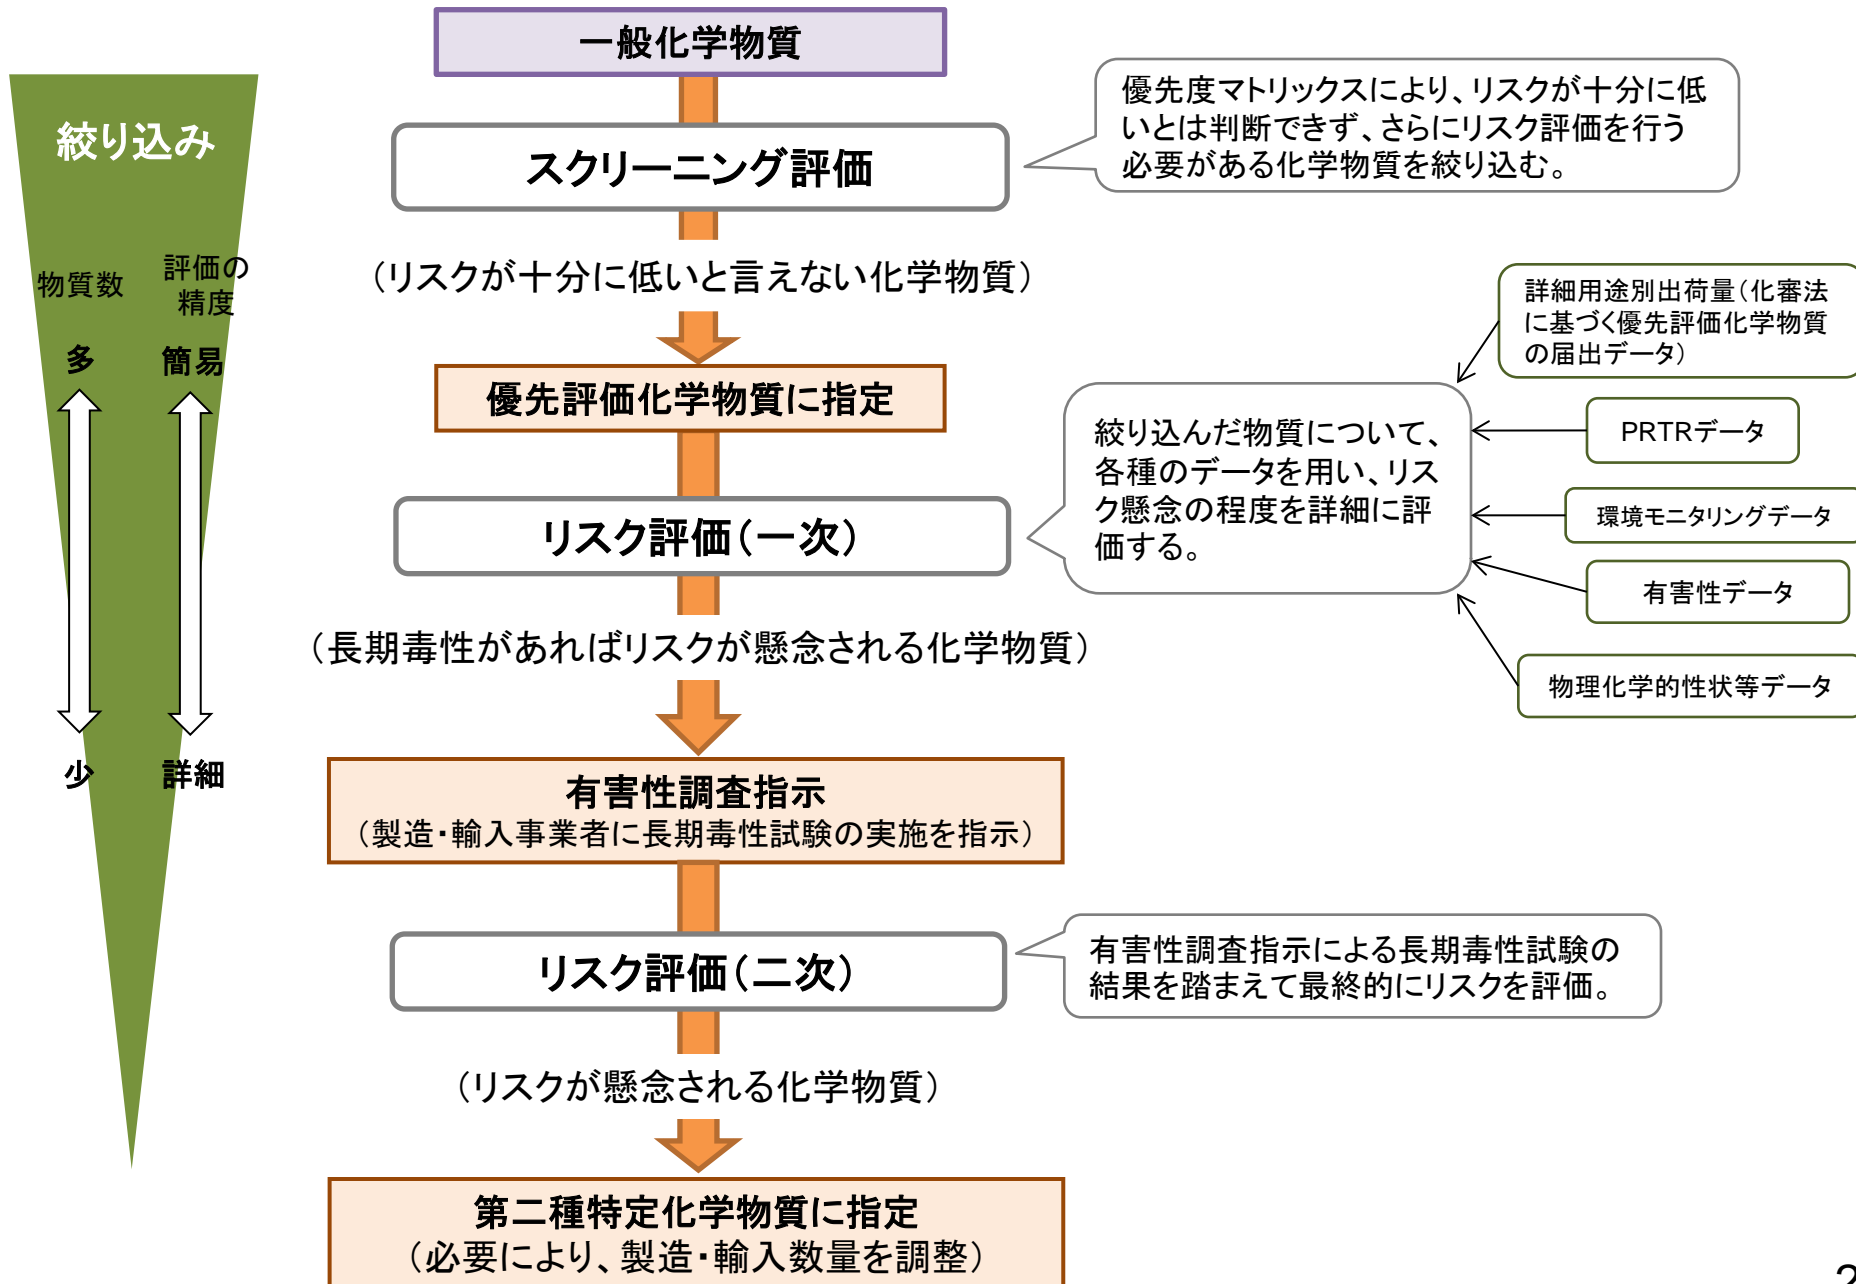 一般化学物質
絞り込み
スクリーニング評価
優先度マトリックスにより、リスクが十分に低
いとは判断できず、さらにリスク評価を行う
必要がある化学物質を絞り込む。
物質数
評価の
精度
多
簡易
少
詳細
（リスクが十分に低いと言えない化学物質）
優先評価化学物質に指定
詳細用途別出荷量（化審法
に基づく優先評価化学物質
の届出データ）
PRTRデータ
環境モニタリングデータ
有害性データ
物理化学的性状等データ
絞り込んだ物質について、
各種のデータを用い、リス
ク懸念の程度を詳細に評
価する。
リスク評価（一次）
（長期毒性があればリスクが懸念される化学物質）
有害性調査指示
（製造・輸入事業者に長期毒性試験の実施を指示）
リスク評価（二次）
有害性調査指示による長期毒性試験の
結果を踏まえて最終的にリスクを評価。
（リスクが懸念される化学物質）
第二種特定化学物質に指定
（必要により、製造・輸入数量を調整）
2